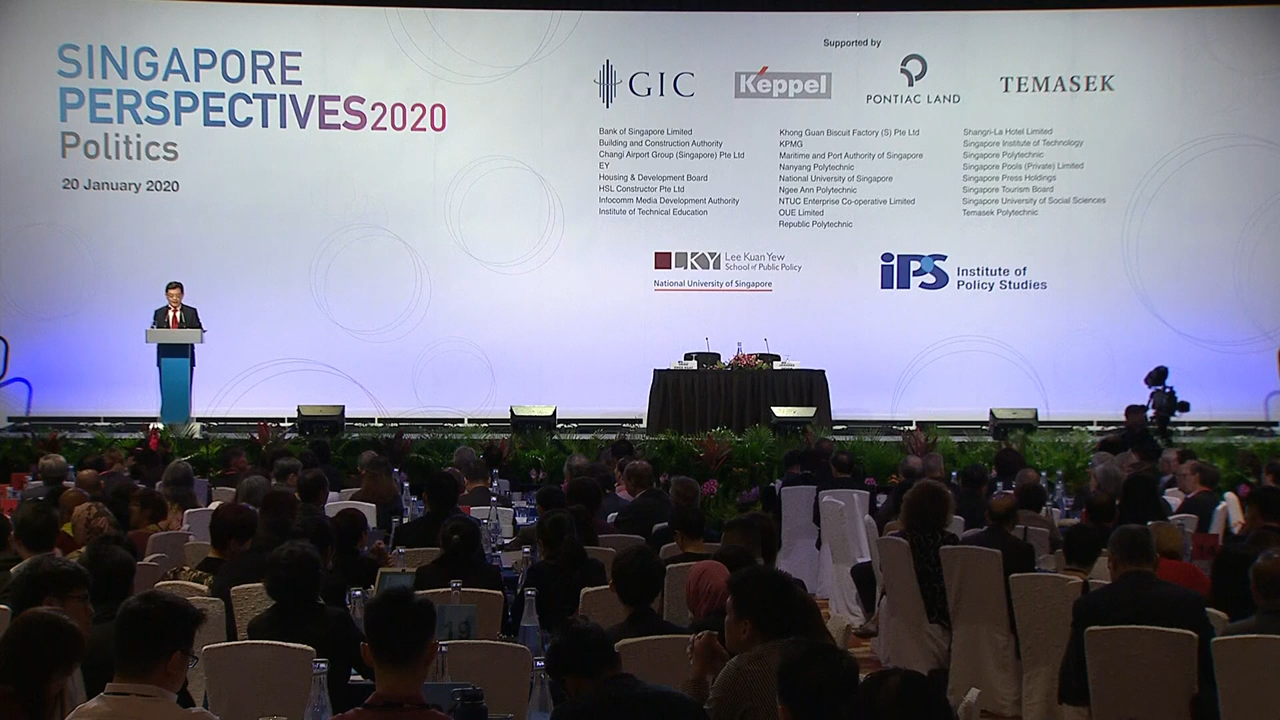 SINGAPORE
PERSPECTIVES2020
Politics
20 January 2020
Supported by
GIC
Keppel
PONTIAC LAND
TEMASEK
Bank of Singapore Limited
Building and Construction Authority
Changi Airport Group (Singapore) Pte Ltd
EY
Housing & Development Board
HSL Constructor Pte Ltd
Infocomm Media Development Authority
Institute of Technical Education
Khong Guan Biscuit Factory (S) Pte Ltd
KPMG
Maritime and Port Authority of Singapore
Nanyang Polytechnic
National University of Singapore
Ngee Ann Polytechnic
NTUC Enterprise Co-operative Limited
OUE Limited
Republic Polytechnic
Shangri-La Hotel Limited
Singapore Institute of Technology
Singapore Polytechnic
Singapore Pools (Private) Limited
Singapore Press Holdings
Singapore Tourism Board
Singapore University of Social Sciences
Temasek Polytechnic
LKY
Lee Kuan Yew
School of Public Policy
National University of Singapore
iPS
Institute of
Policy Studies
19